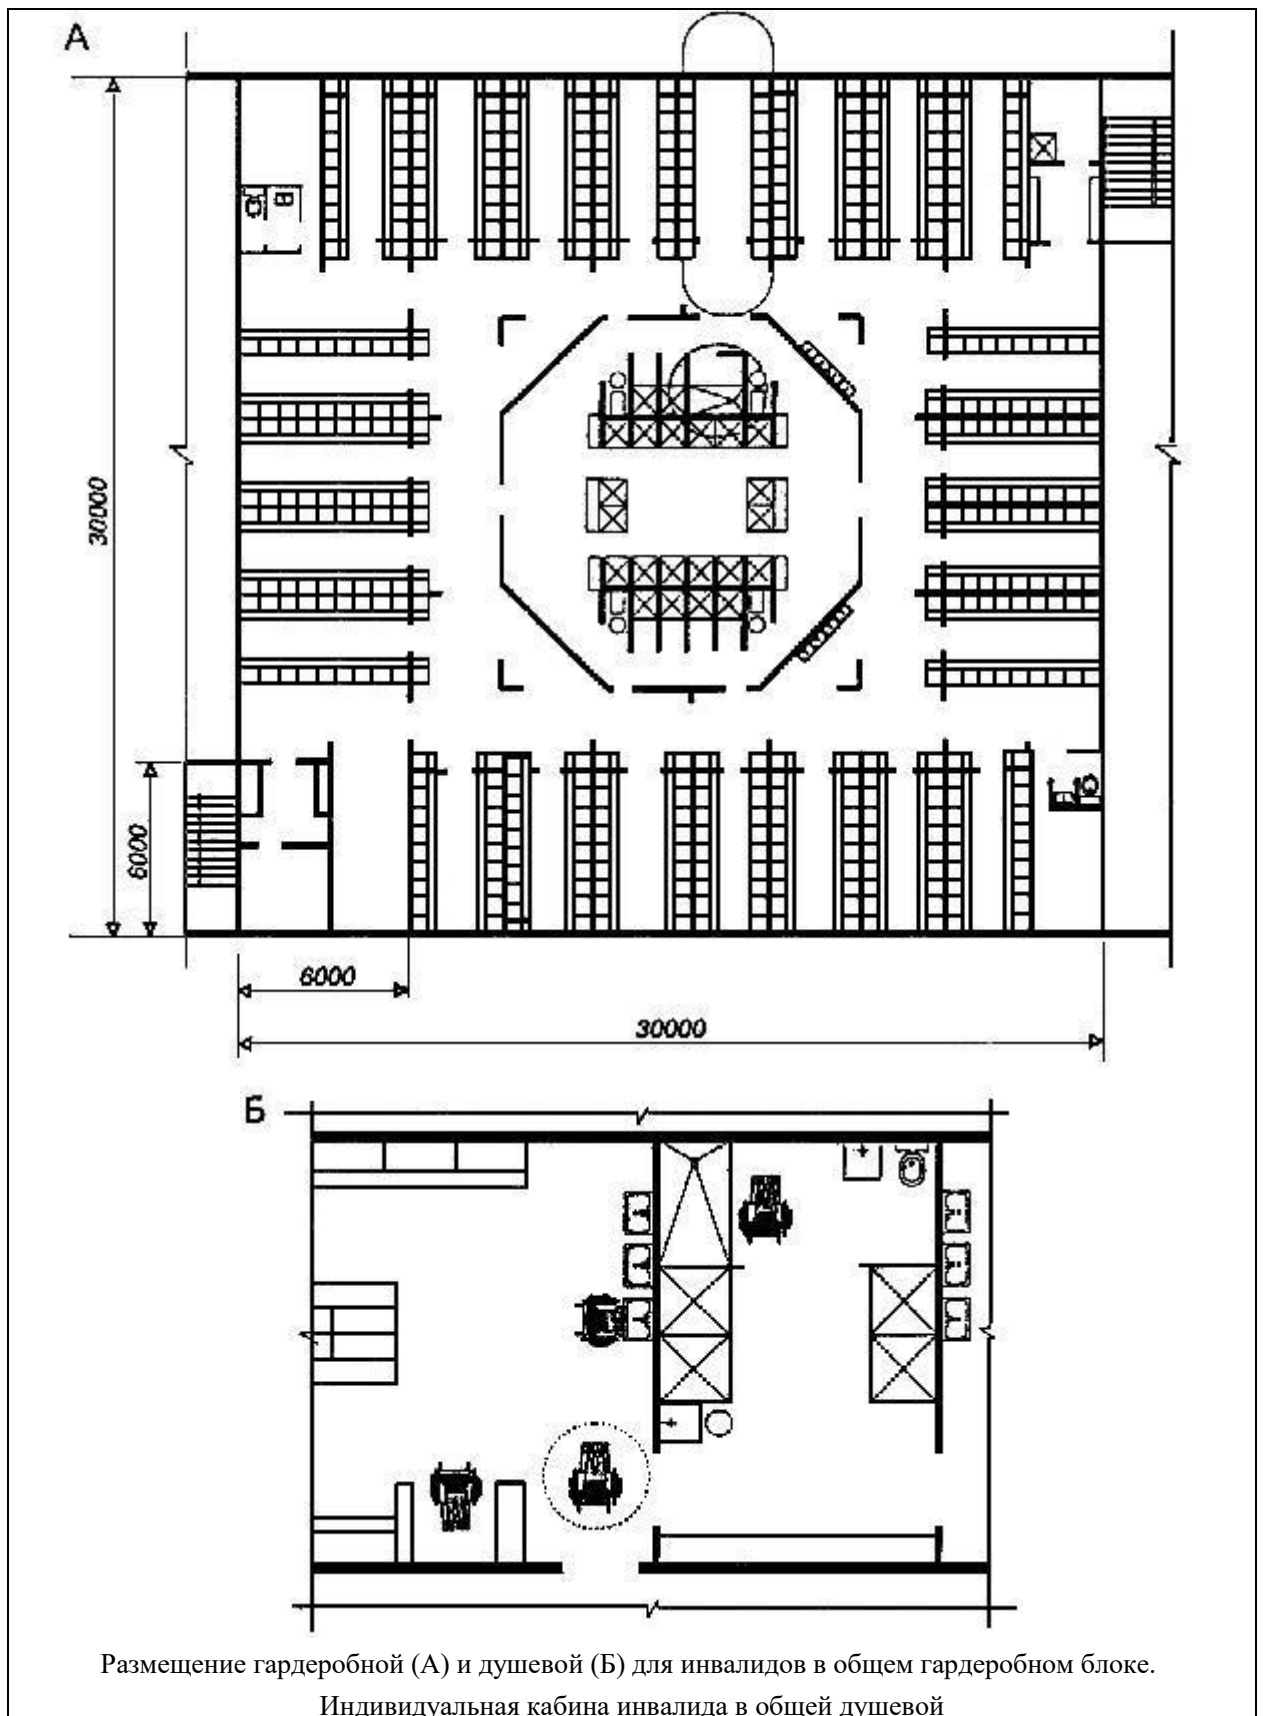 А
30000
6000
6000
30000
Б
Размещение гардеробной (А) и душевой (Б) для инвалидов в общем гардеробном блоке.
Индивидуальная кабина инвалида в общей душевой